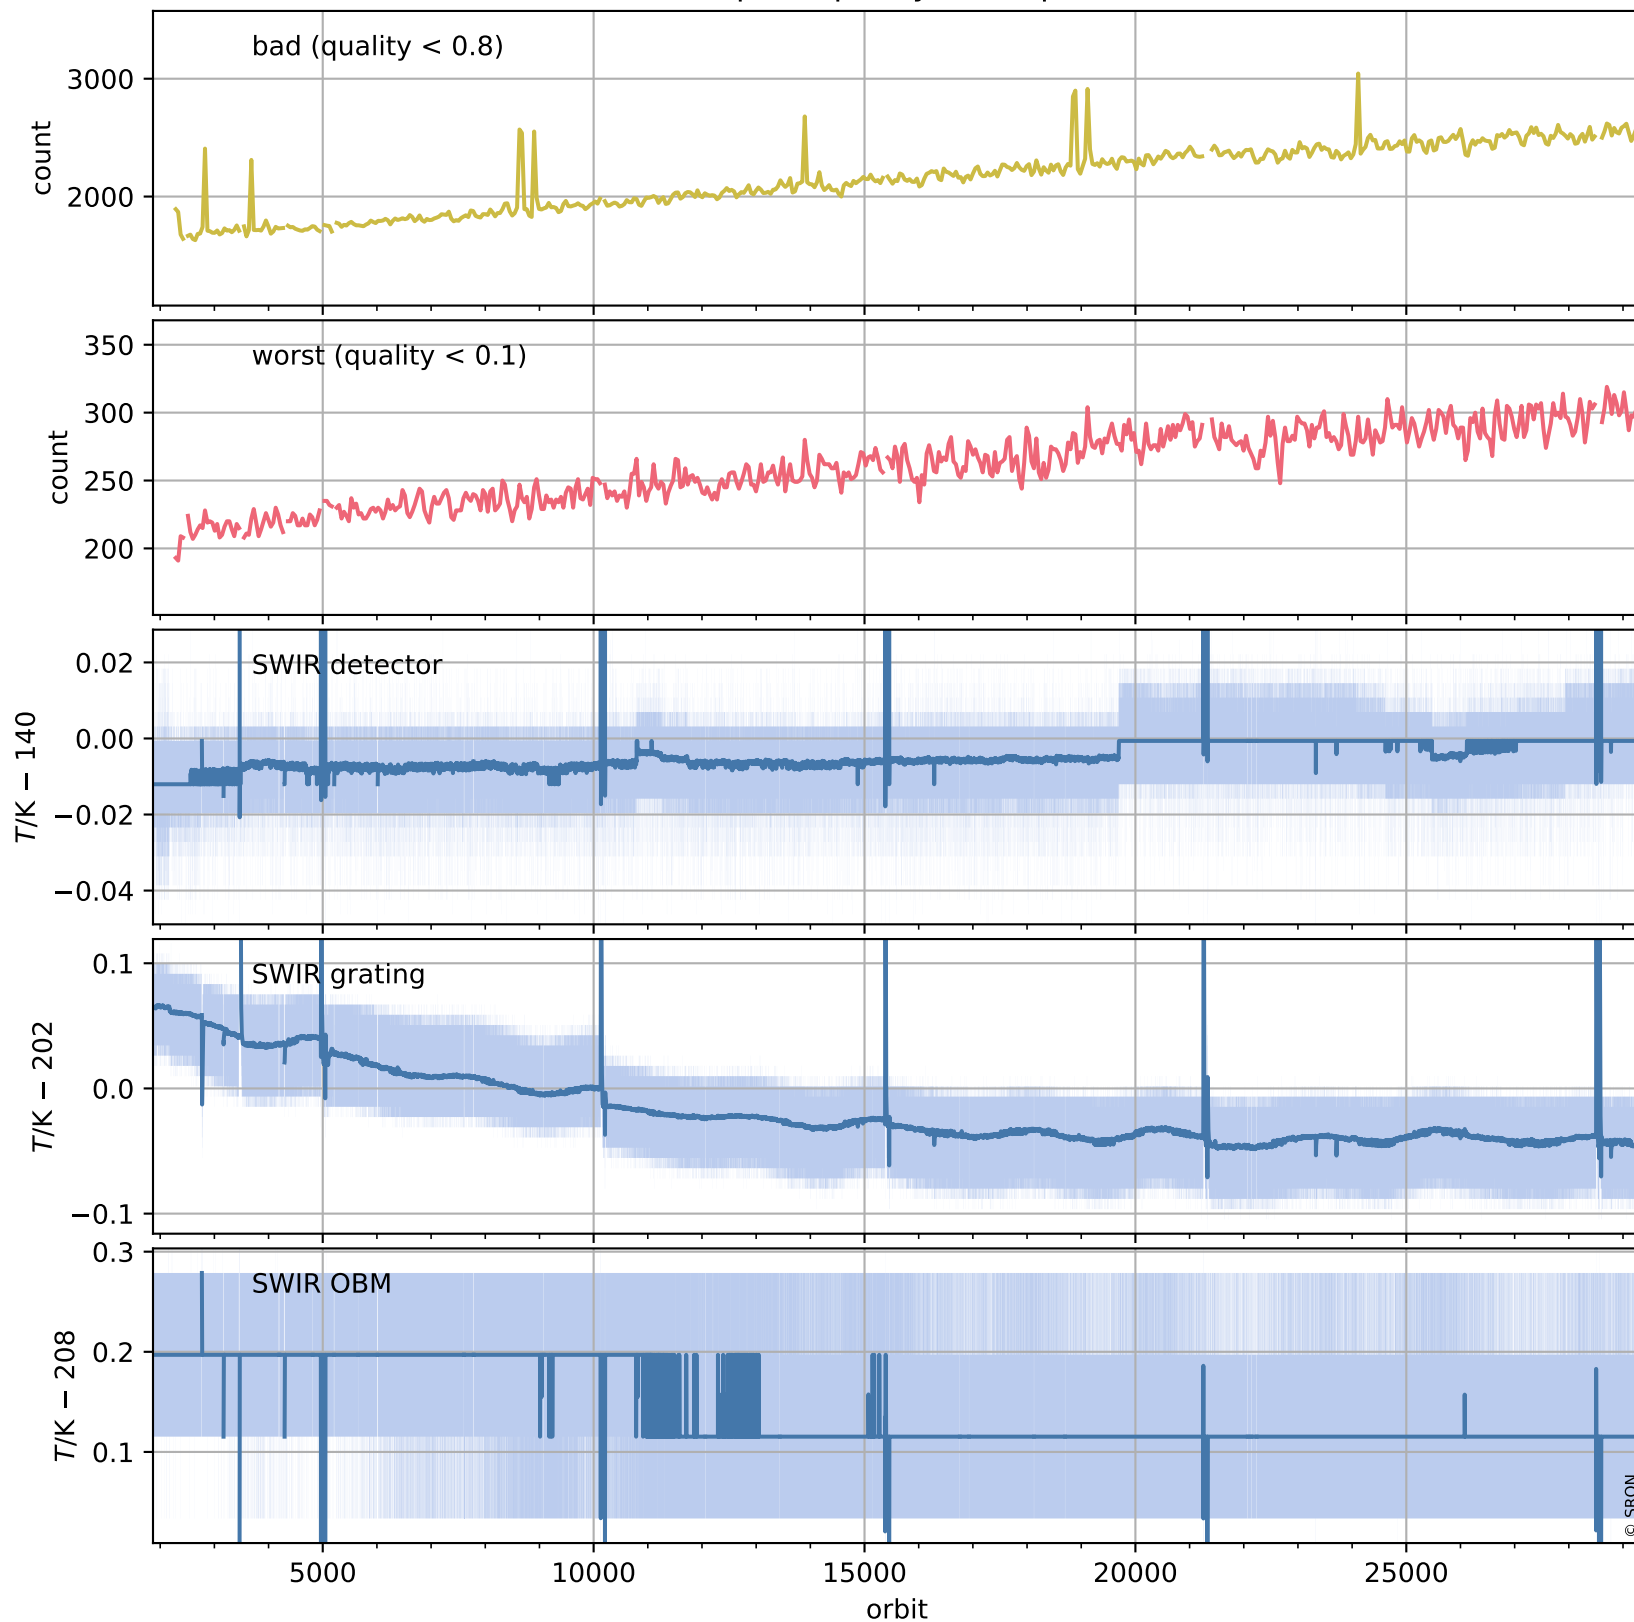 bad (quality < 0.8)
3000
2000
count
worst (quality < 0.1)
350
300
250
200
count
SWIR detector
0.02
0.00
−0.02
−0.04
T/K − 140
SWIR grating
0.1
0.0
−0.1
T/K − 202
SWIR OBM
0.3
0.2
0.1
T/K − 208
© SRON
5000 10000 15000 20000 25000
orbit